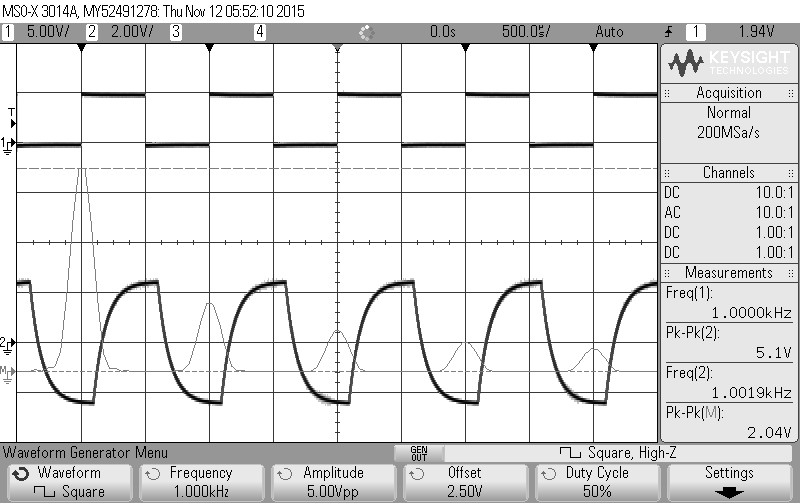 MSO-X 3014A, MY52491278: Thu Nov 12 05:52:10 2015
1 5.00V/ 2 2.00V/ 3 4 0.0s 500.0us/ Auto 1 1.94V
KEYSIGHT
TECHNOLOGIES
Acquisition
Normal
200MSa/s
Channels
DC 10.0:1
AC 10.0:1
DC 1.00:1
DC 1.00:1
Measurements
Freq(1):
1.0000kHz
Pk-Pk(2):
5.1V
Freq(2):
1.0019kHz
Pk-Pk(M):
2.04V
T
1
2
M
Waveform Generator Menu
GEN
OUT
Square, High-Z
Waveform
Square
Frequency
1.000kHz
Amplitude
5.00Vpp
Offset
2.50V
Duty Cycle
50%
Settings